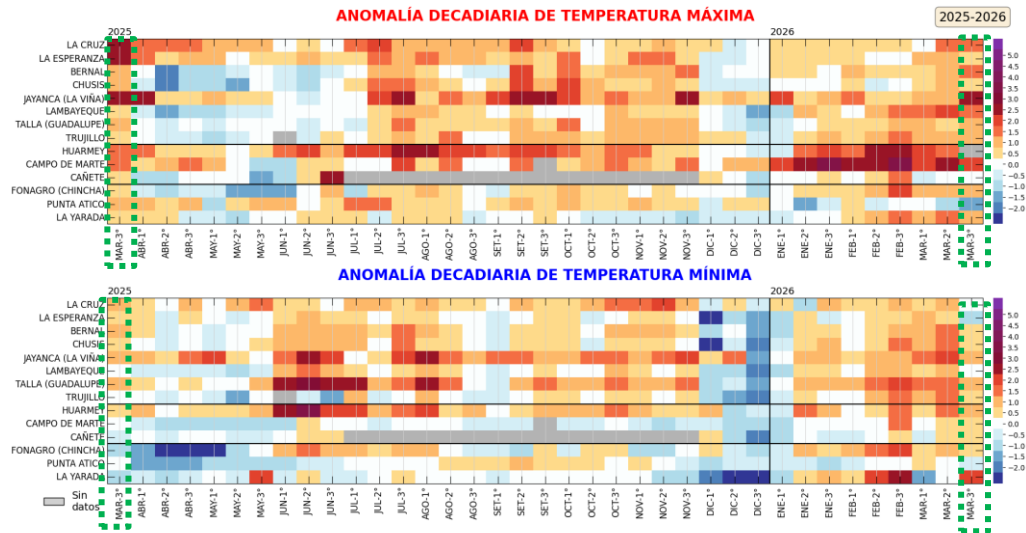 ANOMALÍA DECADIARIA DE TEMPERATURA MÁXIMA
2025-2026
2025
2026
LA CRUZ
LA ESPERANZA
BERNAL
CHUSIS
JAYANCA (LA VIÑA)
LAMBAYEQUE
TALLA (GUADALUPE)
TRUJILLO
HUARMEY
CAMPO DE MARTE
CAÑETE
FONAGRO (CHINCHA)
PUNTA ATICO
LA YARADA
5.0
4.5
4.0
3.5
3.0
2.5
2.0
1.5
1.0
0.5
0.0
−0.5
−1.0
−1.5
−2.0
MAR-3°
ABR-1°
ABR-2°
ABR-3°
MAY-1°
MAY-2°
MAY-3°
JUN-1°
JUN-2°
JUN-3°
JUL-1°
JUL-2°
JUL-3°
AGO-1°
AGO-2°
AGO-3°
SET-1°
SET-2°
SET-3°
OCT-1°
OCT-2°
OCT-3°
NOV-1°
NOV-2°
NOV-3°
DIC-1°
DIC-2°
DIC-3°
ENE-1°
ENE-2°
ENE-3°
FEB-1°
FEB-2°
FEB-3°
MAR-1°
MAR-2°
MAR-3°
ANOMALÍA DECADIARIA DE TEMPERATURA MÍNIMA
2025
2026
LA CRUZ
LA ESPERANZA
BERNAL
CHUSIS
JAYANCA (LA VIÑA)
LAMBAYEQUE
TALLA (GUADALUPE)
TRUJILLO
HUARMEY
CAMPO DE MARTE
CAÑETE
FONAGRO (CHINCHA)
PUNTA ATICO
LA YARADA
5.0
4.5
4.0
3.5
3.0
2.5
2.0
1.5
1.0
0.5
0.0
−0.5
−1.0
−1.5
−2.0
Sin
datos
MAR-3°
ABR-1°
ABR-2°
ABR-3°
MAY-1°
MAY-2°
MAY-3°
JUN-1°
JUN-2°
JUN-3°
JUL-1°
JUL-2°
JUL-3°
AGO-1°
AGO-2°
AGO-3°
SET-1°
SET-2°
SET-3°
OCT-1°
OCT-2°
OCT-3°
NOV-1°
NOV-2°
NOV-3°
DIC-1°
DIC-2°
DIC-3°
ENE-1°
ENE-2°
ENE-3°
FEB-1°
FEB-2°
FEB-3°
MAR-1°
MAR-2°
MAR-3°